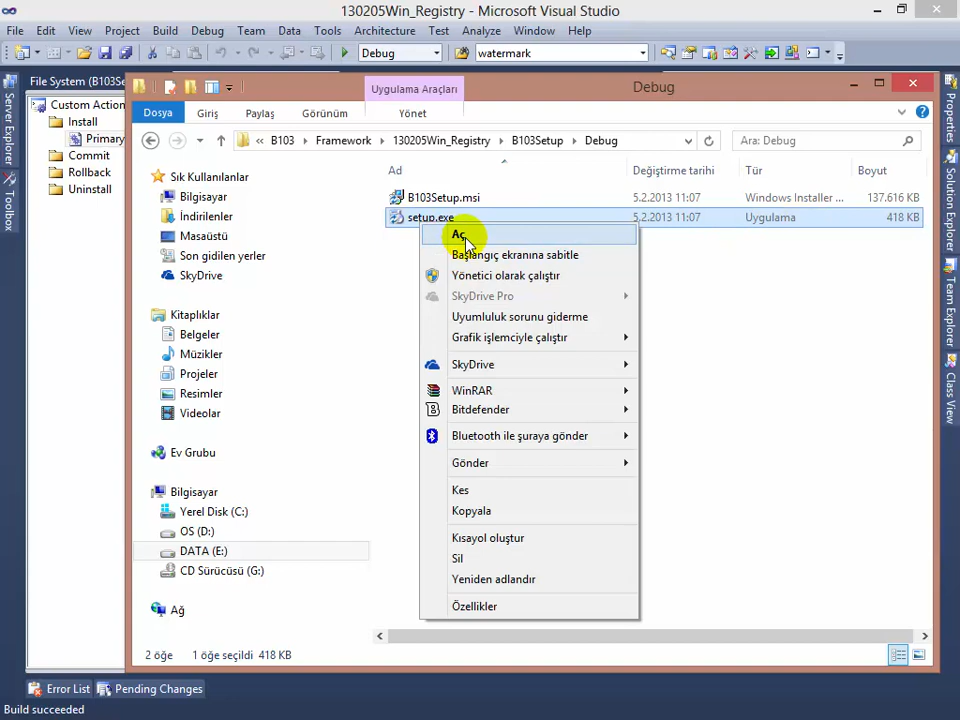 130205Win_Registry - Microsoft Visual Studio
File Edit View Project Build Debug Team Data Tools Architecture Test Analyze Window Help
Debug watermark
Server Explorer
Toolbox
File System (B103Se
Custom Action
Install
Primary
Commit
Rollback
Uninstall
Uygulama Araçları
Debug
Dosya Giriş Paylaş Görünüm Yönet
« B103 Framework 130205Win_Registry B103Setup Debug
Ara: Debug
Sık Kullanılanlar
Bilgisayar
İndirilenler
Masaüstü
Son gidilen yerler
SkyDrive
Kitaplıklar
Belgeler
Müzikler
Projeler
Resimler
Videolar
Ev Grubu
Bilgisayar
Yerel Disk (C:)
OS (D:)
DATA (E:)
CD Sürücüsü (G:)
Ağ
Ad Değiştirme tarihi Tür Boyut
B103Setup.msi 5.2.2013 11:07 Windows Installer ... 137.616 KB
setup.exe 5.2.2013 11:07 Uygulama 418 KB
Aç
Başlangıç ekranına sabitle
Yönetici olarak çalıştır
SkyDrive Pro
Uyumluluk sorunu giderme
Grafik işlemciyle çalıştır
SkyDrive
WinRAR
Bitdefender
Bluetooth ile şuraya gönder
Gönder
Kes
Kopyala
Kısayol oluştur
Sil
Yeniden adlandır
Özellikler
2 öğe 1 öğe seçildi 418 KB
Properties
Solution Explorer
Team Explorer
Class View
Error List Pending Changes
Build succeeded